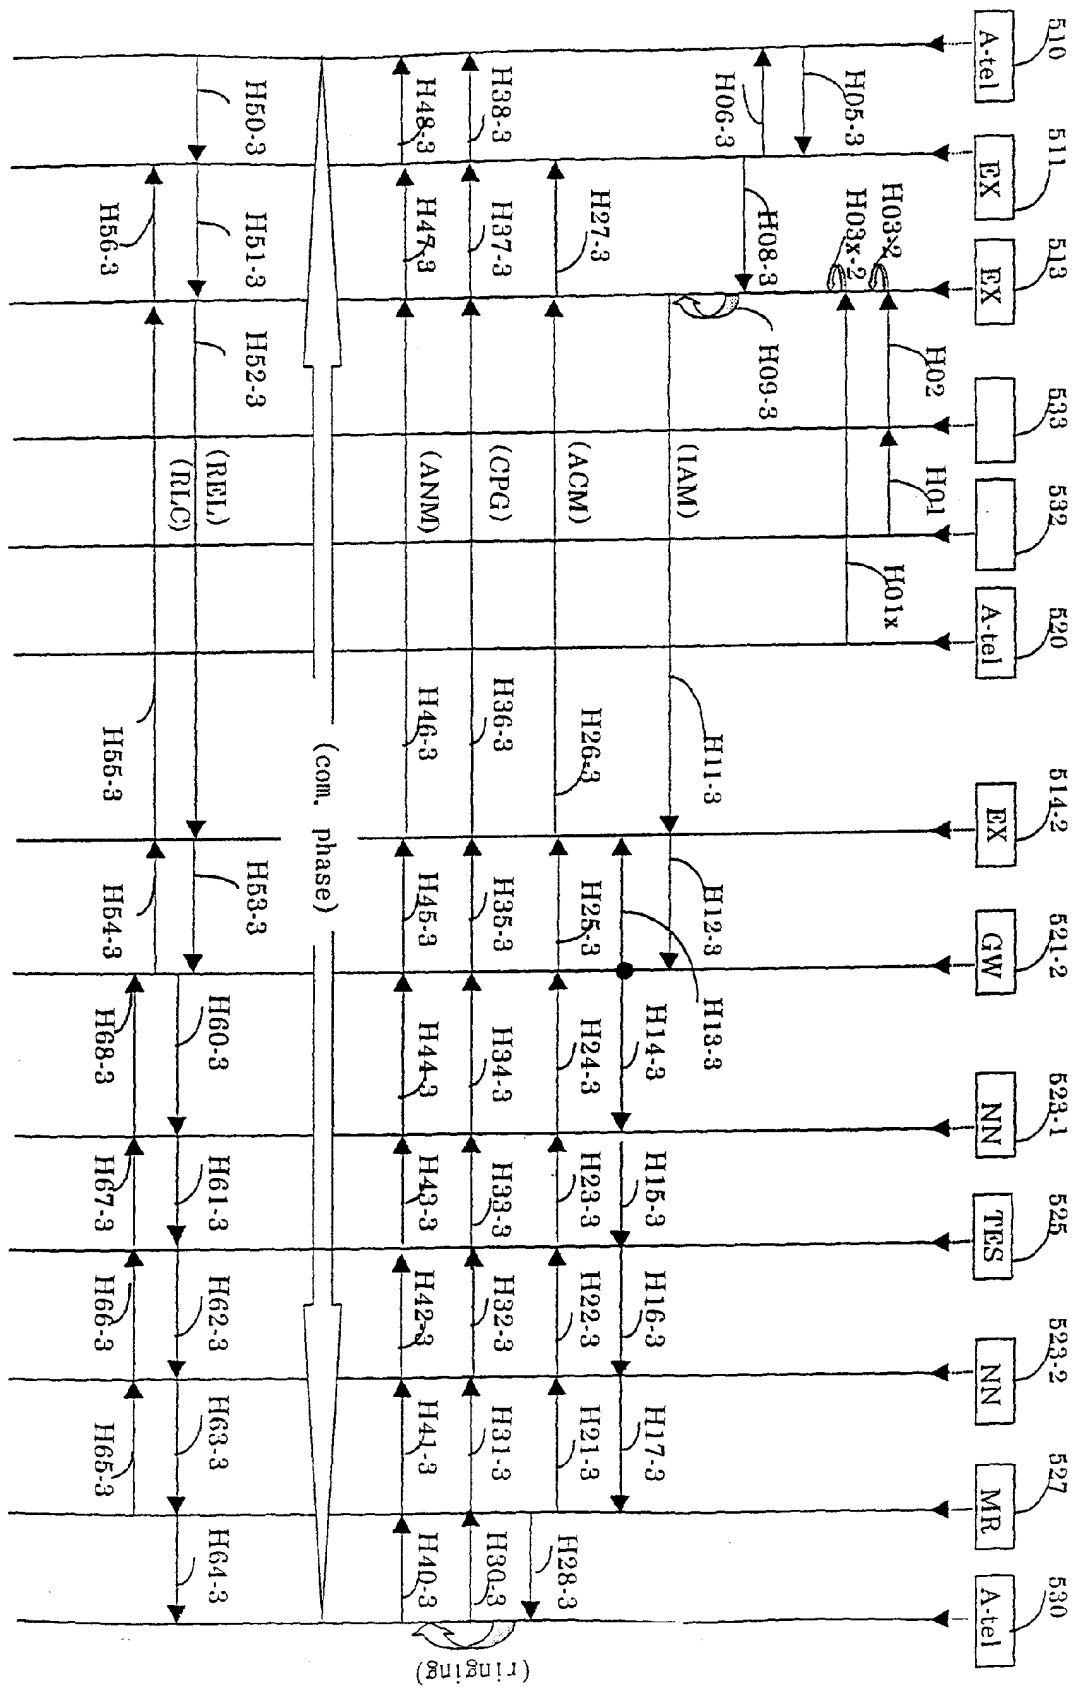 510
511
513
533
532
520
514-2
521-2
523-1
525
523-2
527
530
A-tel
EX
EX
A-tel
EX
GW
NN
TES
NN
MR
A-tel
H03-2
H02
H01
H03x-2
H01x
H05-3
H06-3
H08-3
H09-3
(IAM)
H11-3
H12-3
H13-3
H14-3
H15-3
H16-3
H17-3
H27-3
(ACM)
H26-3
H25-3
H24-3
H23-3
H22-3
H21-3
H28-3
(ringing)
H38-3
H37-3
(CPG)
H36-3
H35-3
H34-3
H33-3
H32-3
H31-3
H30-3
H48-3
H47-3
(ANM)
H46-3
H45-3
H44-3
H43-3
H42-3
H41-3
H40-3
(com. phase)
H50-3
H51-3
H52-3
(REL)
H53-3
H60-3
H61-3
H62-3
H63-3
H64-3
(RLC)
H56-3
H55-3
H54-3
H68-3
H67-3
H66-3
H65-3